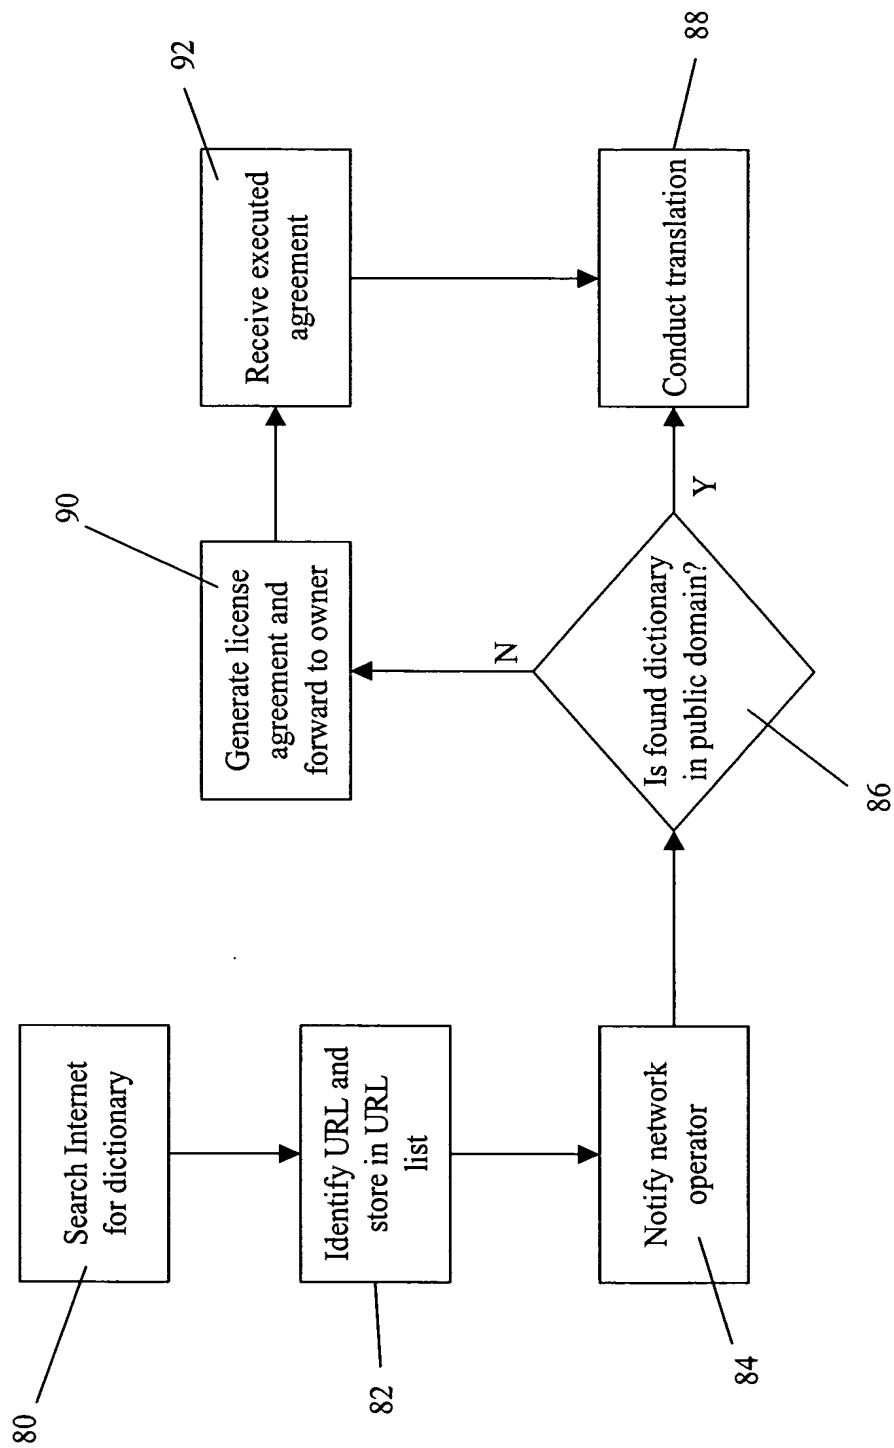 80
Search Internet
for dictionary
82
Identify URL and
store in URL
list
84
Notify network
operator
86
Is found dictionary
in public domain?
N
Y
90
Generate license
agreement and
forward to owner
92
Receive executed
agreement
88
Conduct translation